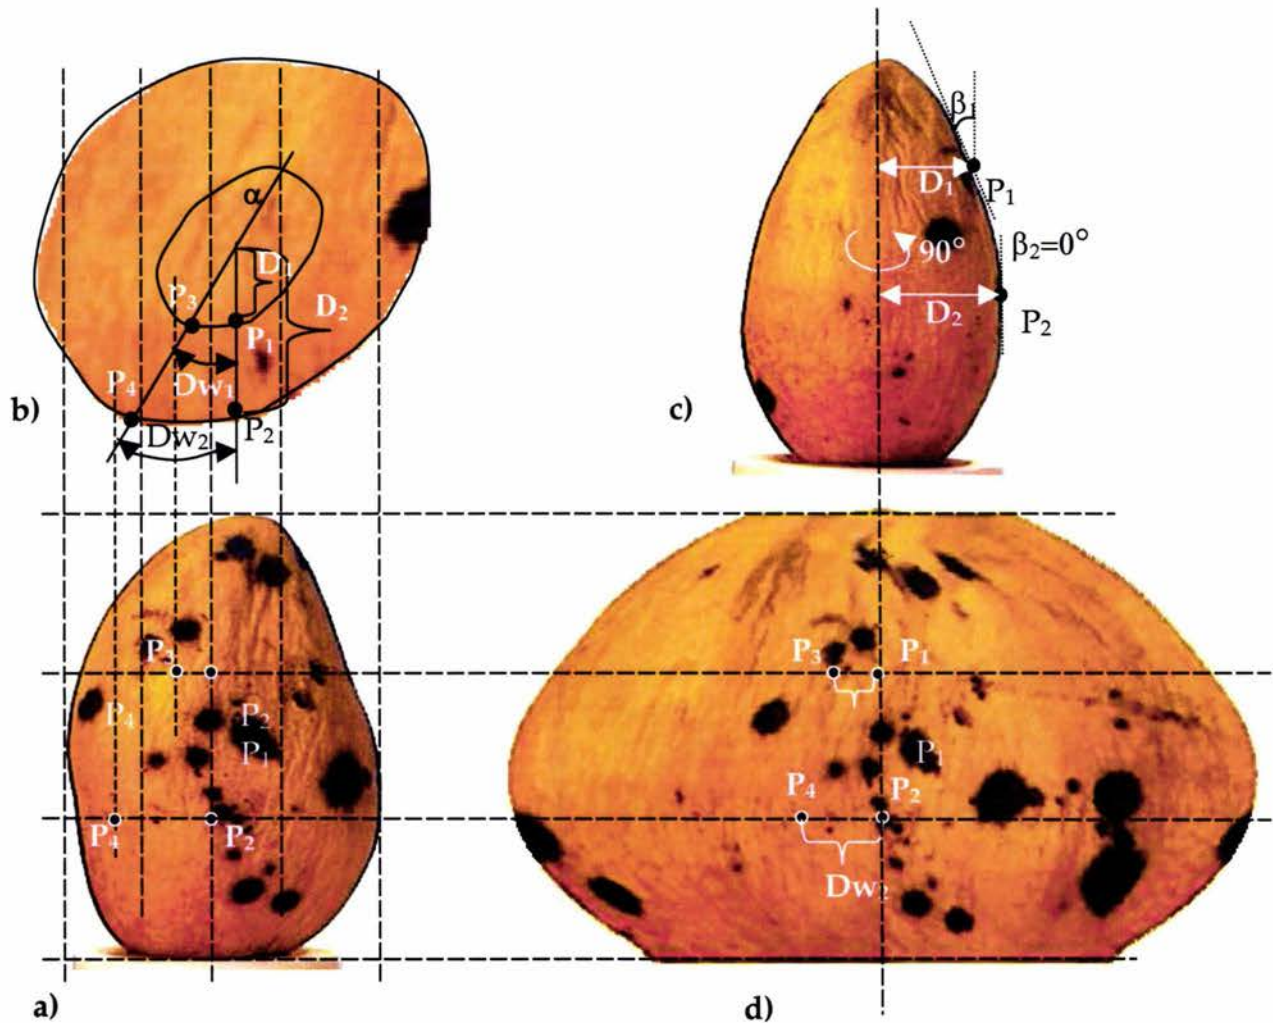 α
D₁
P₃
D₂
P₁
Dw₁
P₄
b)
P₂
Dw₂
β₁
D₁
P₁
90°
β₂=0°
D₂
P₂
c)
P₃
P₄
P₂
P₁
P₄
P₂
a)
P₃
P₁
P₁
P₄
P₂
Dw₂
d)